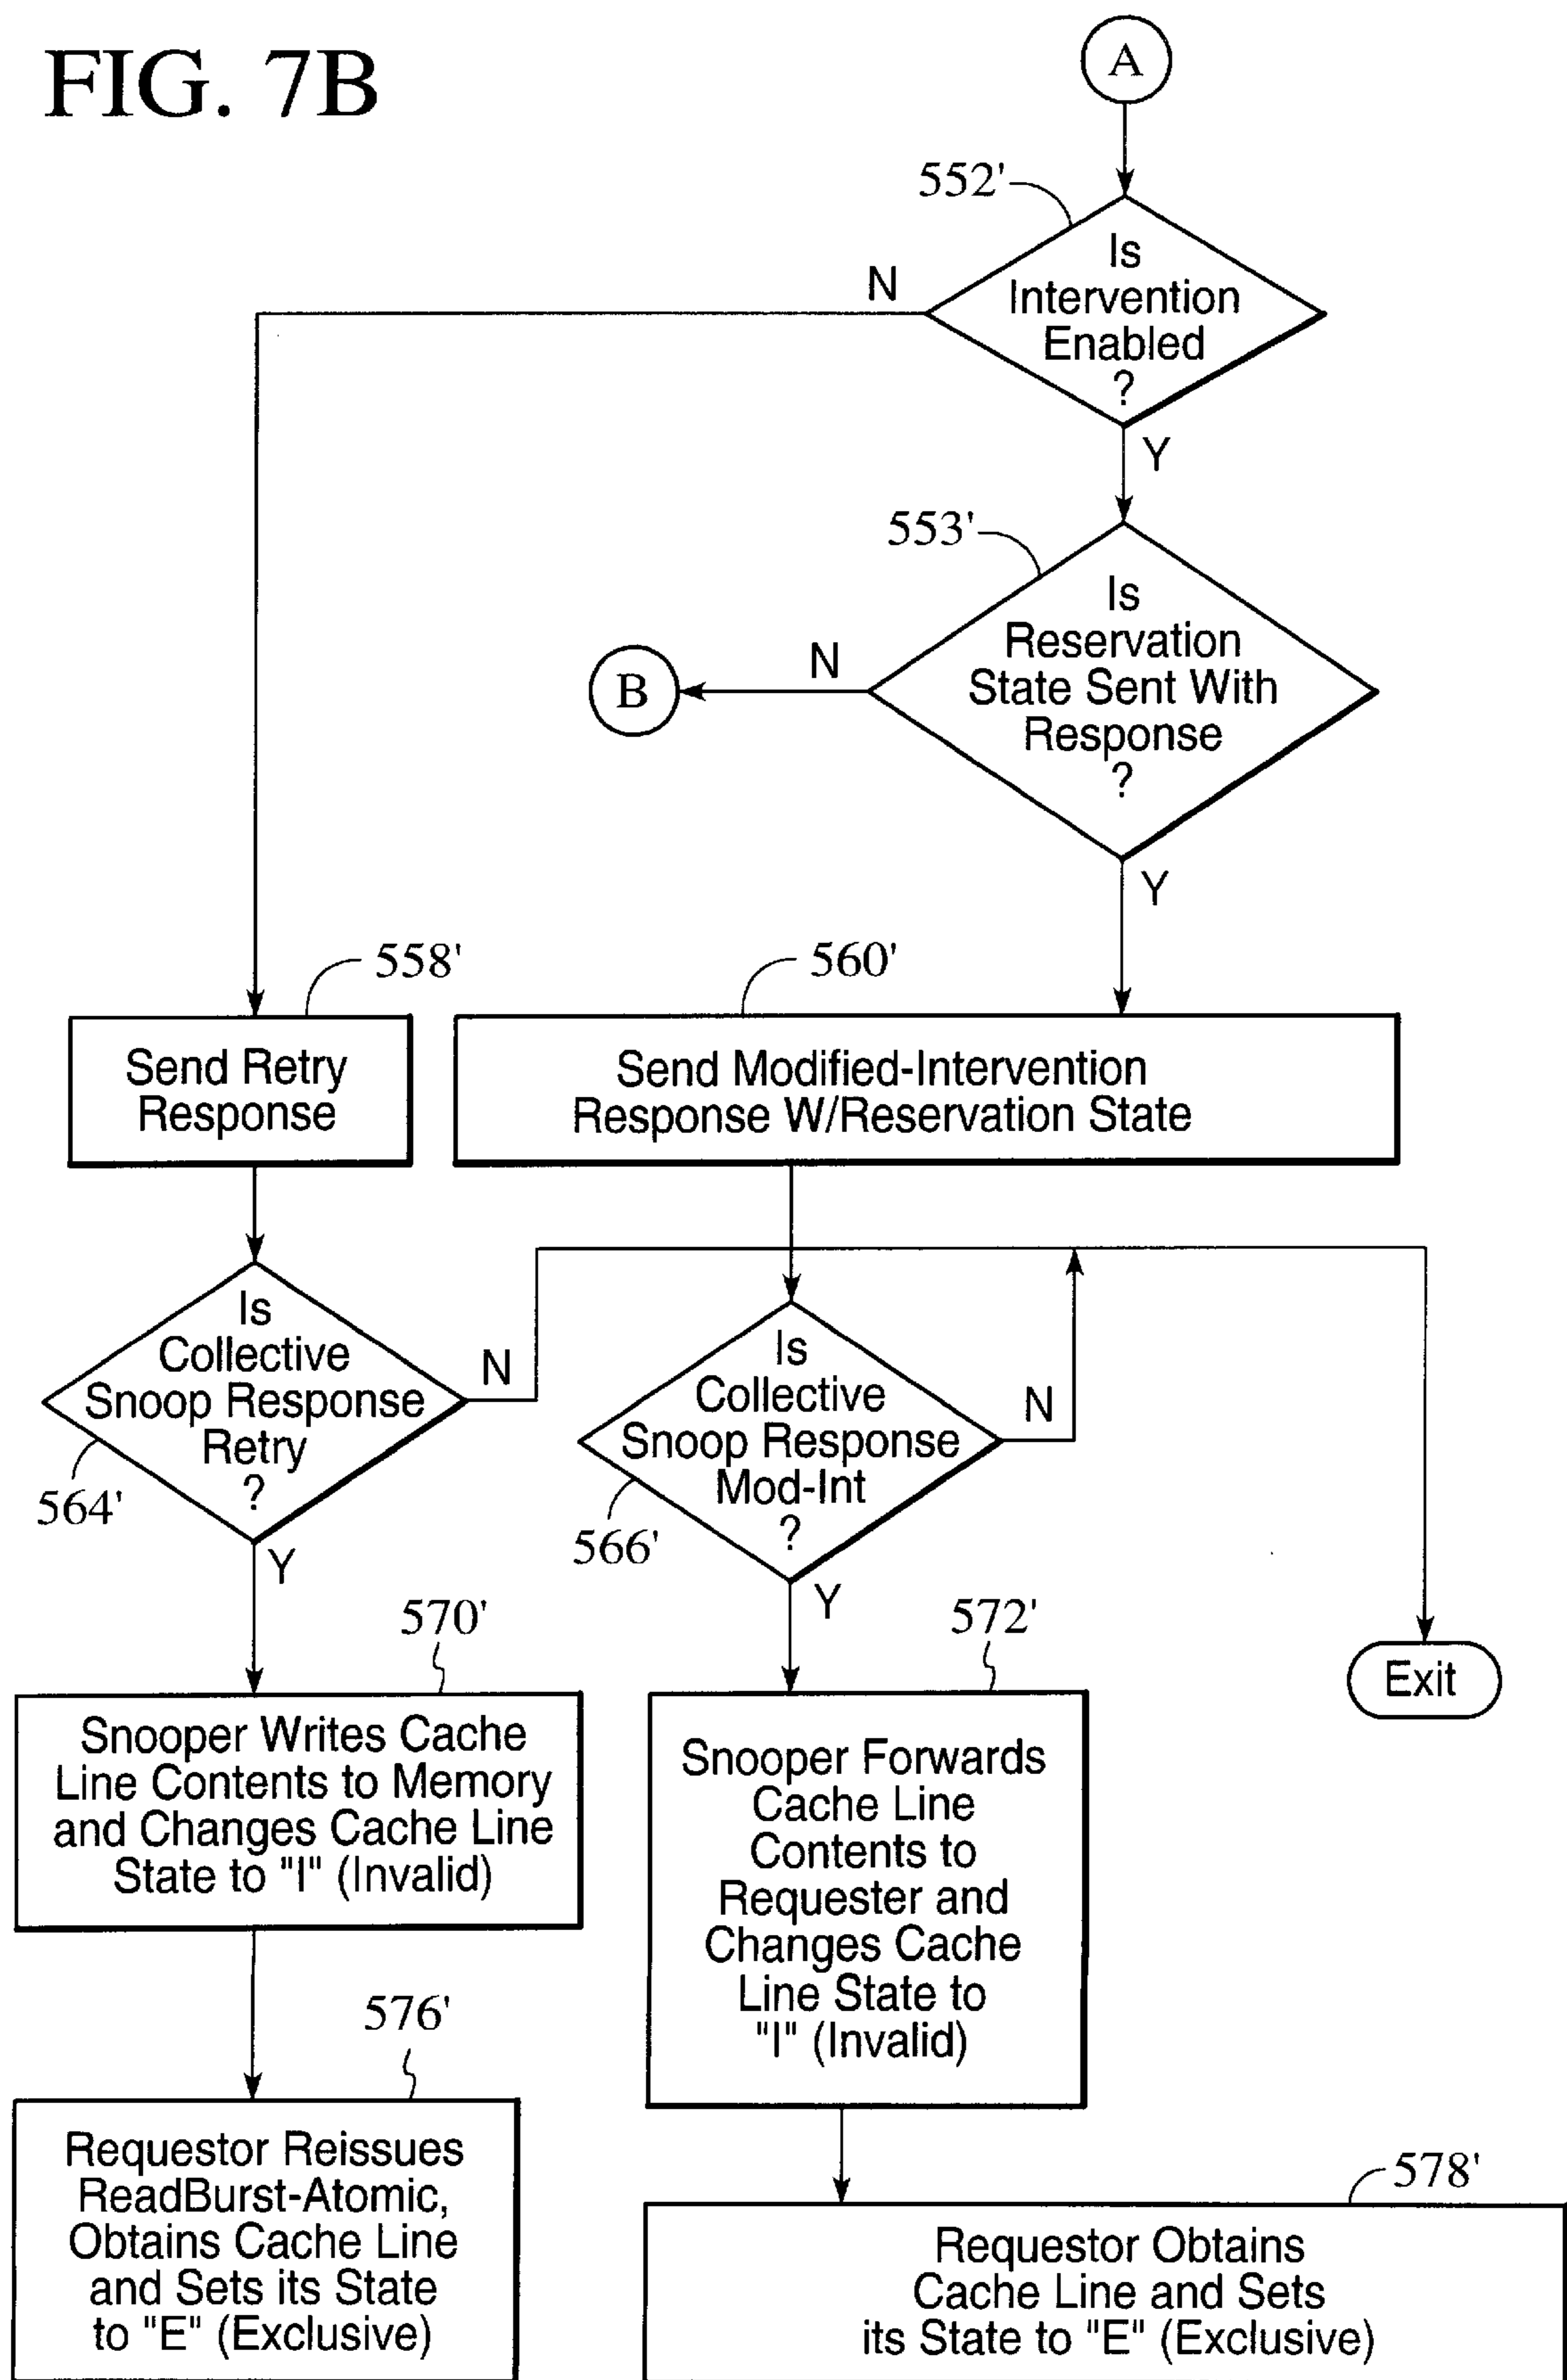 FIG. 7B
A
552'
Is
Intervention
Enabled
?
N
Y
553'
Is
Reservation
State Sent With
Response
?
N
B
Y
558'
Send Retry
Response
560'
Send Modified-Intervention
Response W/Reservation State
Is
Collective
Snoop Response
Retry
?
N
564'
Y
Is
Collective
Snoop Response
Mod-Int
?
N
566'
Y
Exit
570'
Snooper Writes Cache
Line Contents to Memory
and Changes Cache Line
State to "I" (Invalid)
572'
Snooper Forwards
Cache Line
Contents to
Requester and
Changes Cache
Line State to
"I" (Invalid)
576'
Requestor Reissues
ReadBurst-Atomic,
Obtains Cache Line
and Sets its State
to "E" (Exclusive)
578'
Requestor Obtains
Cache Line and Sets
its State to "E" (Exclusive)